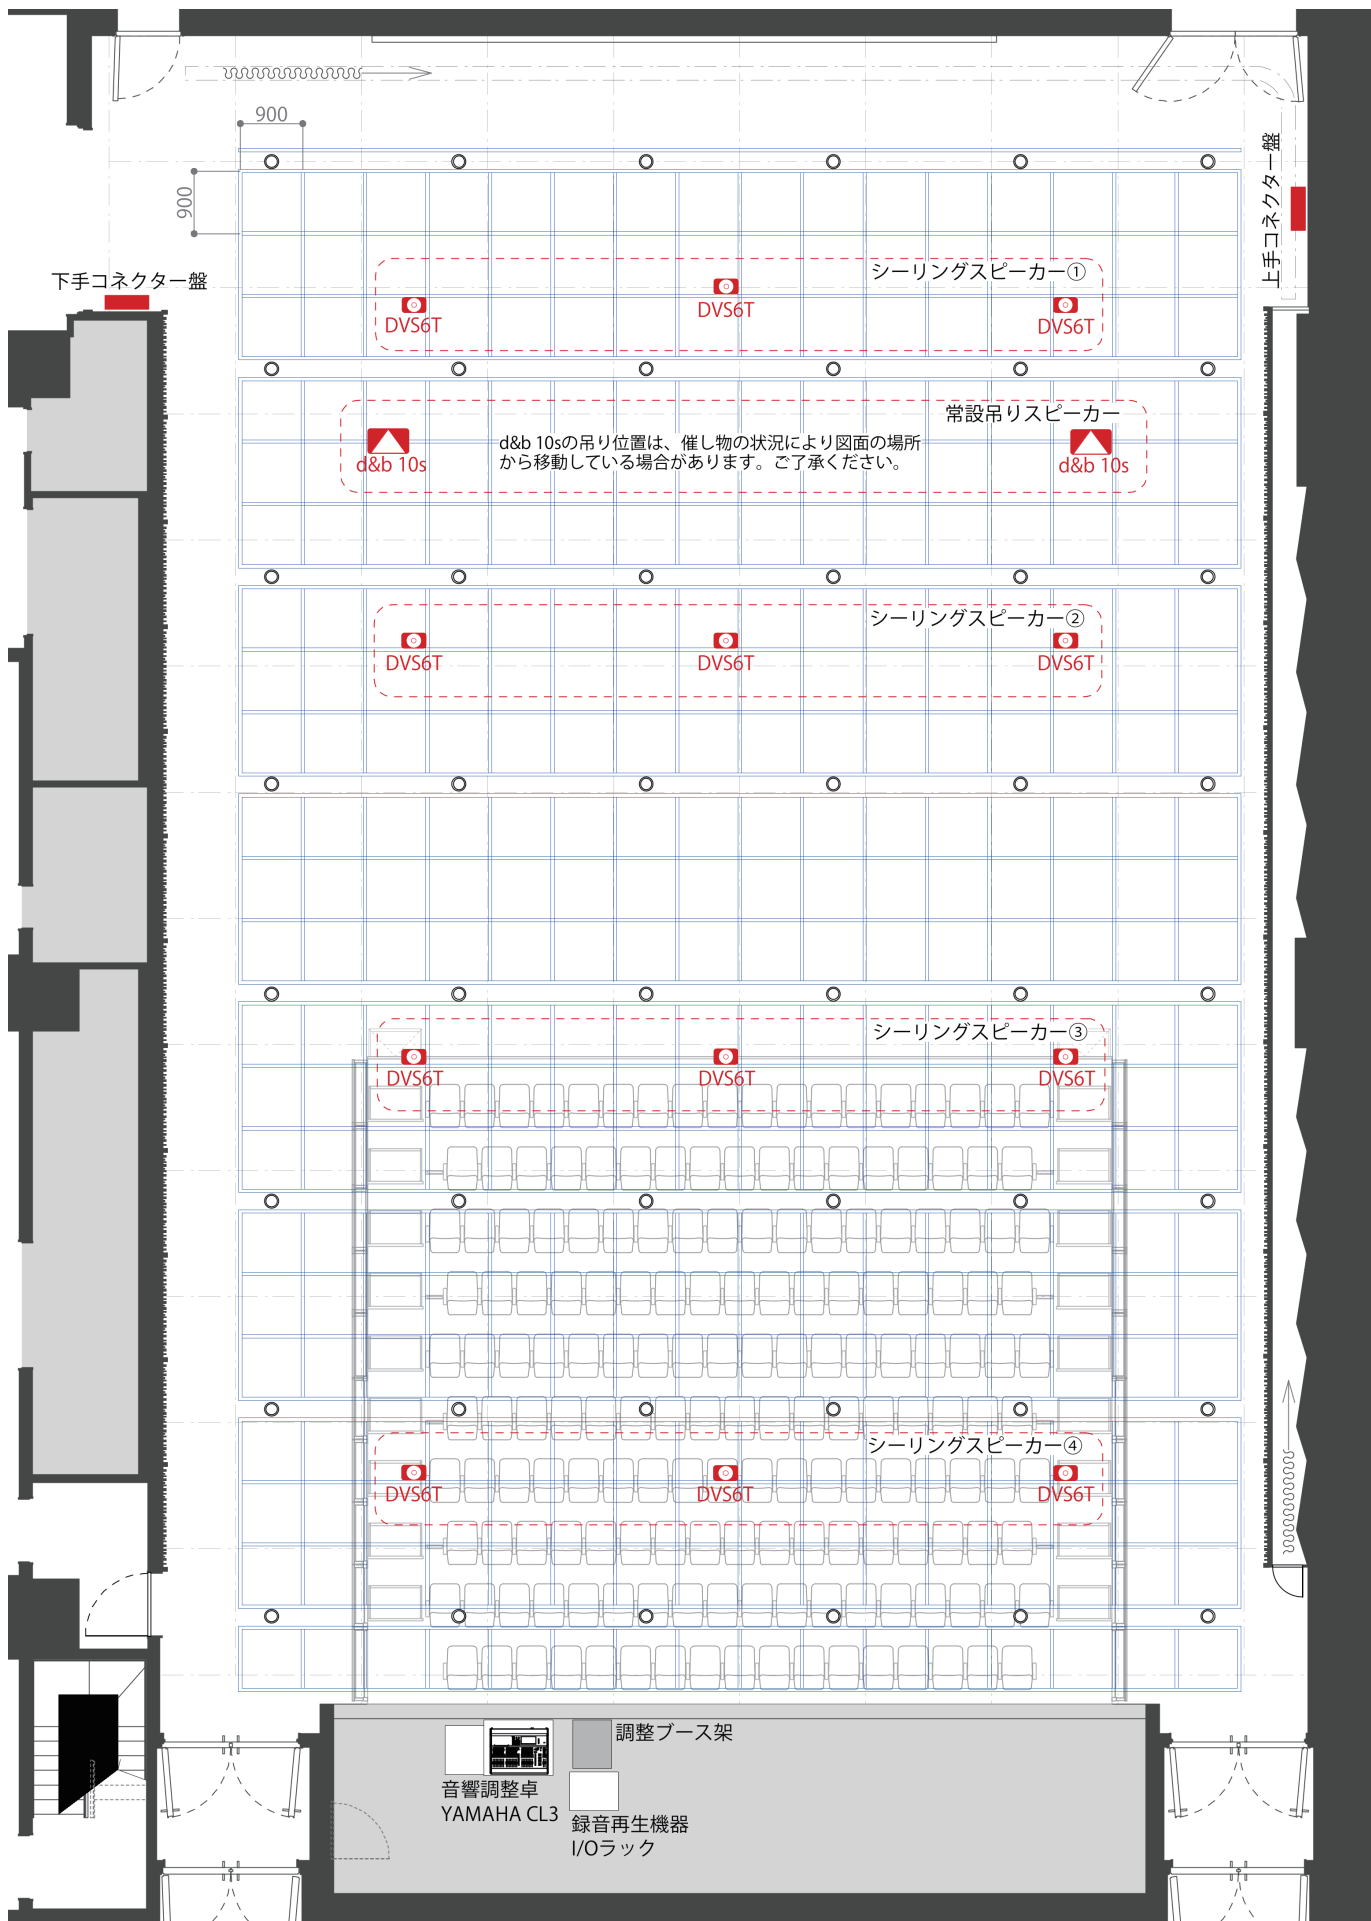 900
900
上手コネクター盤
下手コネクター盤
シーリングスピーカー①
DVS6T
DVS6T
DVS6T
常設吊りスピーカー
d&b 10s
d&b 10sの吊り位置は、催し物の状況により図面の場所
から移動している場合があります。ご了承ください。
d&b 10s
シーリングスピーカー②
DVS6T
DVS6T
DVS6T
シーリングスピーカー③
DVS6T
DVS6T
DVS6T
シーリングスピーカー④
DVS6T
DVS6T
DVS6T
調整ブース架
音響調整卓
YAMAHA CL3
録音再生機器
I/Oラック